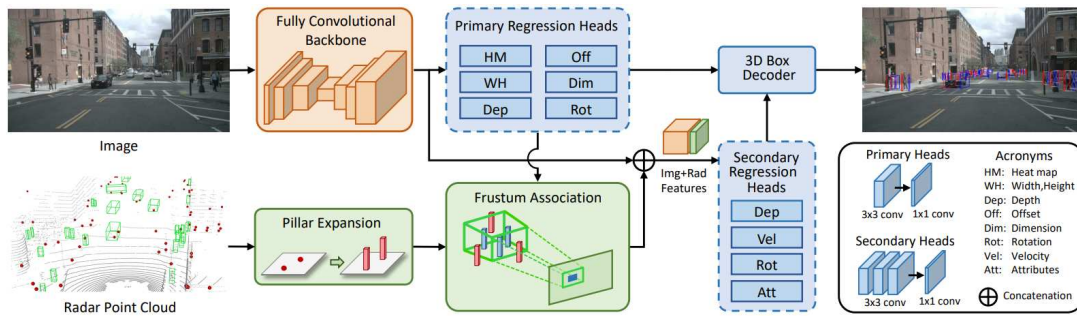 Image
Radar Point Cloud
Fully Convolutional
Backbone
Pillar Expansion
Primary Regression Heads
HM
Off
WH
Dim
Dep
Rot
Frustum Association
Img+Rad
Features
3D Box
Decoder
Secondary
Regression
Heads
Dep
Vel
Rot
Att
Primary Heads
3x3 conv
1x1 conv
Secondary Heads
3x3 conv
1x1 conv
Acronyms
HM: Heat map
WH: Width,Height
Dep: Depth
Off: Offset
Dim: Dimension
Rot: Rotation
Vel: Velocity
Att: Attributes
Concatenation